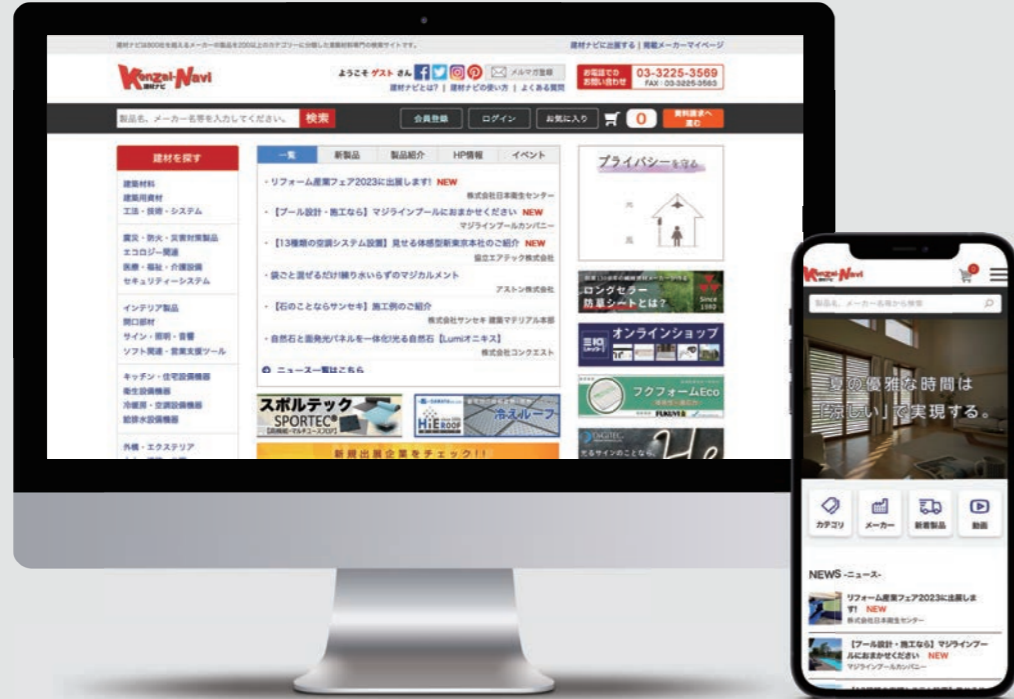 建材ナビは800社を超えるメーカーの製品を200以上のカテゴリーに分類した建築材料専門の検索サイトです。
建材ナビに出展する | 掲載メーカーマイページ
Kenzai-Navi
建材ナビ
ようこそ ゲスト さん
メルマガ登録
建材ナビとは? | 建材ナビの使い方 | よくある質問
お電話での
お問い合わせ
03-3225-3569
FAX:03-3225-3563
製品名、メーカー名等を入力してください。
検索
会員登録
ログイン
お気に入り
0
資料請求へ
進む
建材を探す
建築材料
建築用資材
工法・技術・システム
震災・防火・災害対策製品
エコロジー関連
医療・福祉・介護設備
セキュリティーシステム
インテリア製品
開口部材
サイン・照明・音響
ソフト関連・営業支援ツール
キッチン・住宅設備機器
衛生設備機器
冷暖房・空調設備機器
給排水設備機器
外構・エクステリア
一覧
新製品
製品紹介
HP情報
イベント
・リフォーム産業フェア2023に出展します! NEW
株式会社日本衛生センター
・【プール設計・施工なら】マジラインプールにおまかせください NEW
マジラインプールカンパニー
・【13種類の空調システム設置】見せる体感型新東京本社のご紹介 NEW
協立エアテック株式会社
・袋ごと混ぜるだけ!練り水いらずのマジカルメント
アストン株式会社
・【石のことならサンセキ】施工例のご紹介
株式会社サンセキ 建築マテリアル本部
・自然石と面発光パネルを一体化!光る自然石【Lumiオニキス】
株式会社コンクエスト
ニュース一覧はこちら
スポルテック
SPORTEC®
【高機能・マルチユースフロア】
HIEROOF
冷えルーフ
新規出展企業をチェック!!
プライバシーを守る
光
風
ロングセラー
防草シートとは?
Since
三和
オンラインショップ
フクフォームEco
FUKUVI
DIGITEC
光るサインのことなら、
Kenzai-Navi
0
製品名、メーカー名等から検索
夏の優雅な時間は
「涼しい」で実現する。
カテゴリ
メーカー
新着製品
動画
NEWS -ニュース-
リフォーム産業フェア2023に出展しま
す! NEW
株式会社日本衛生センター
【プール設計・施工なら】マジラインプー
ルにおまかせください NEW
マジラインプールカンパニー